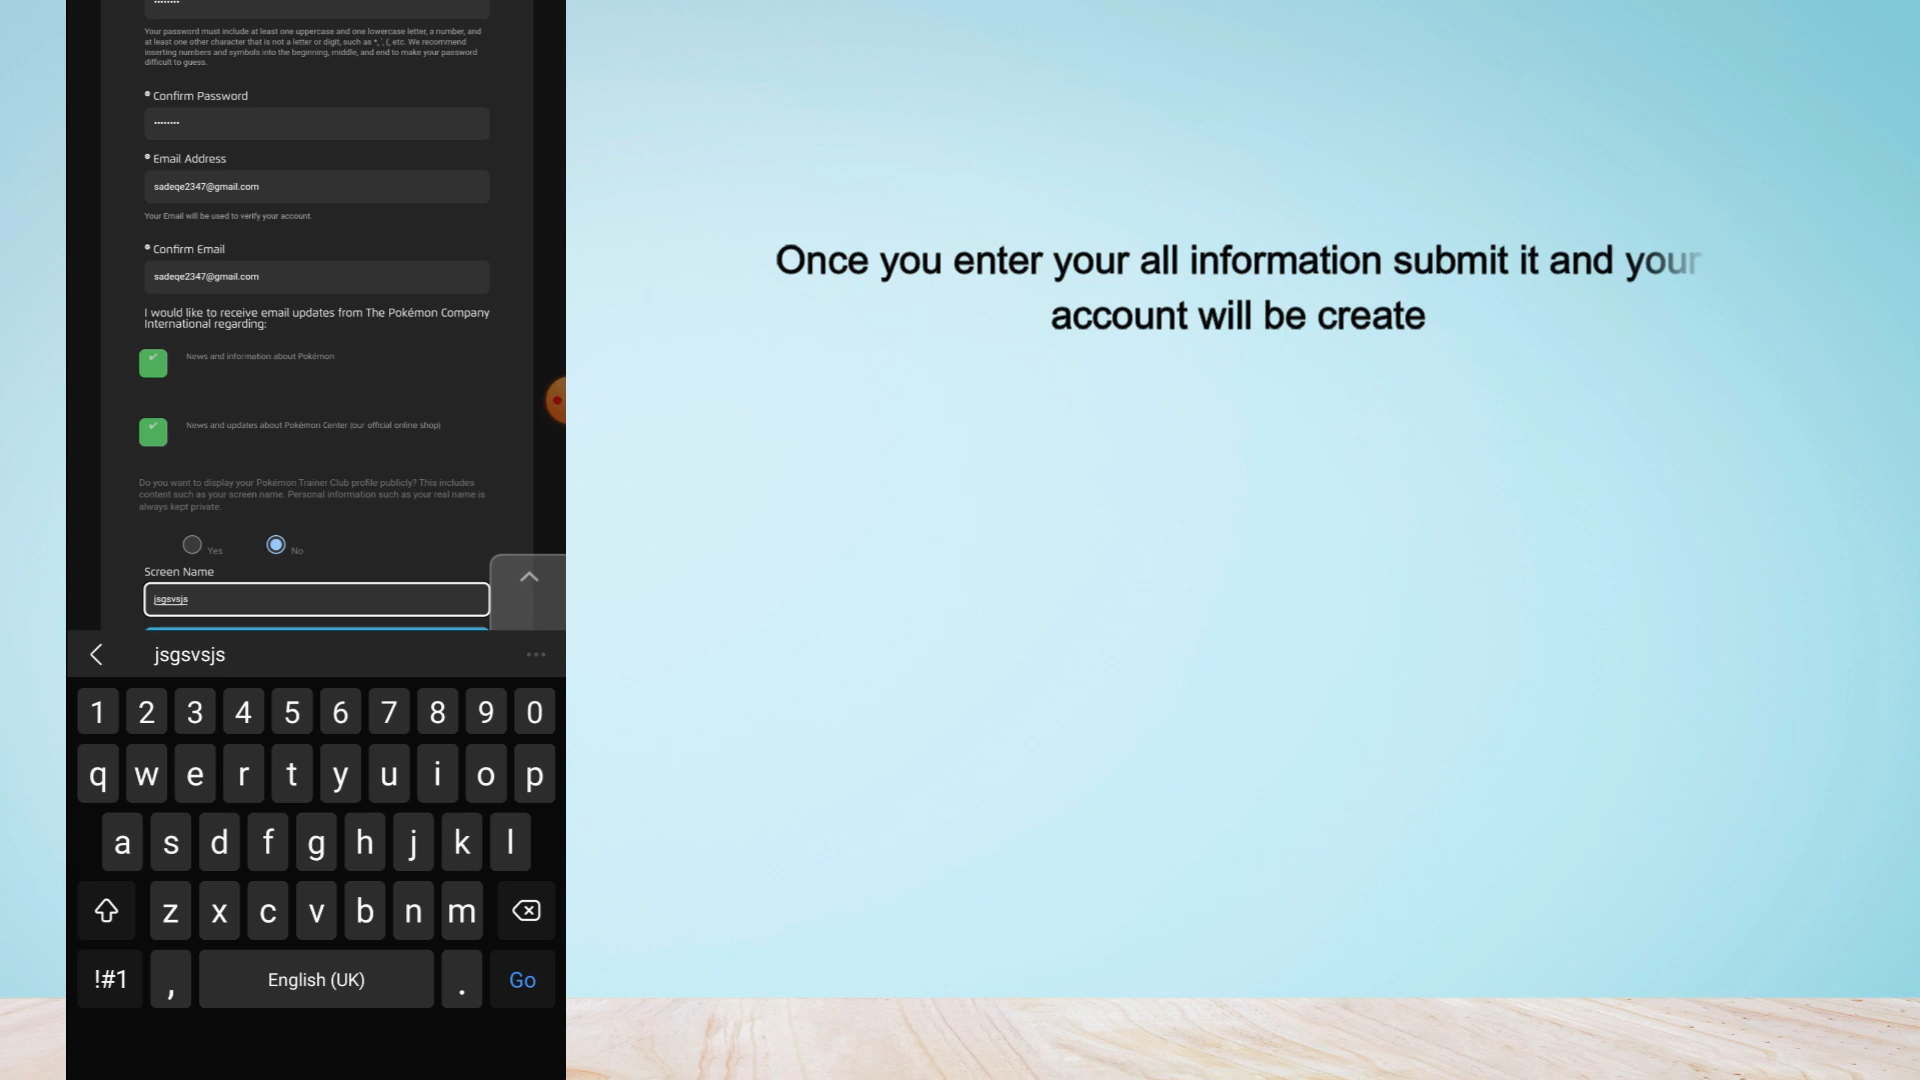 Your password must include at least one uppercase and one lowercase letter, a number, and
at least one other character that is not a letter or digit, such as *, ', (, etc. We recommend
inserting numbers and symbols into the beginning, middle, and end to make your password
difficult to guess.
* Confirm Password
••••••••
* Email Address
sadeqe2347@gmail.com
Your Email will be used to verify your account.
* Confirm Email
sadeqe2347@gmail.com
I would like to receive email updates from The Pokémon Company
International regarding:
News and information about Pokémon
News and updates about Pokémon Center (our official online shop)
Do you want to display your Pokémon Trainer Club profile publicly? This includes
content such as your screen name. Personal information such as your real name is
always kept private.
Yes No
Screen Name
jsgsvsjs
jsgsvsjs
1 2 3 4 5 6 7 8 9 0
q w e r t y u i o p
a s d f g h j k l
z x c v b n m
!#1 , English (UK) . Go
Once you enter your all information submit it and your
account will be create